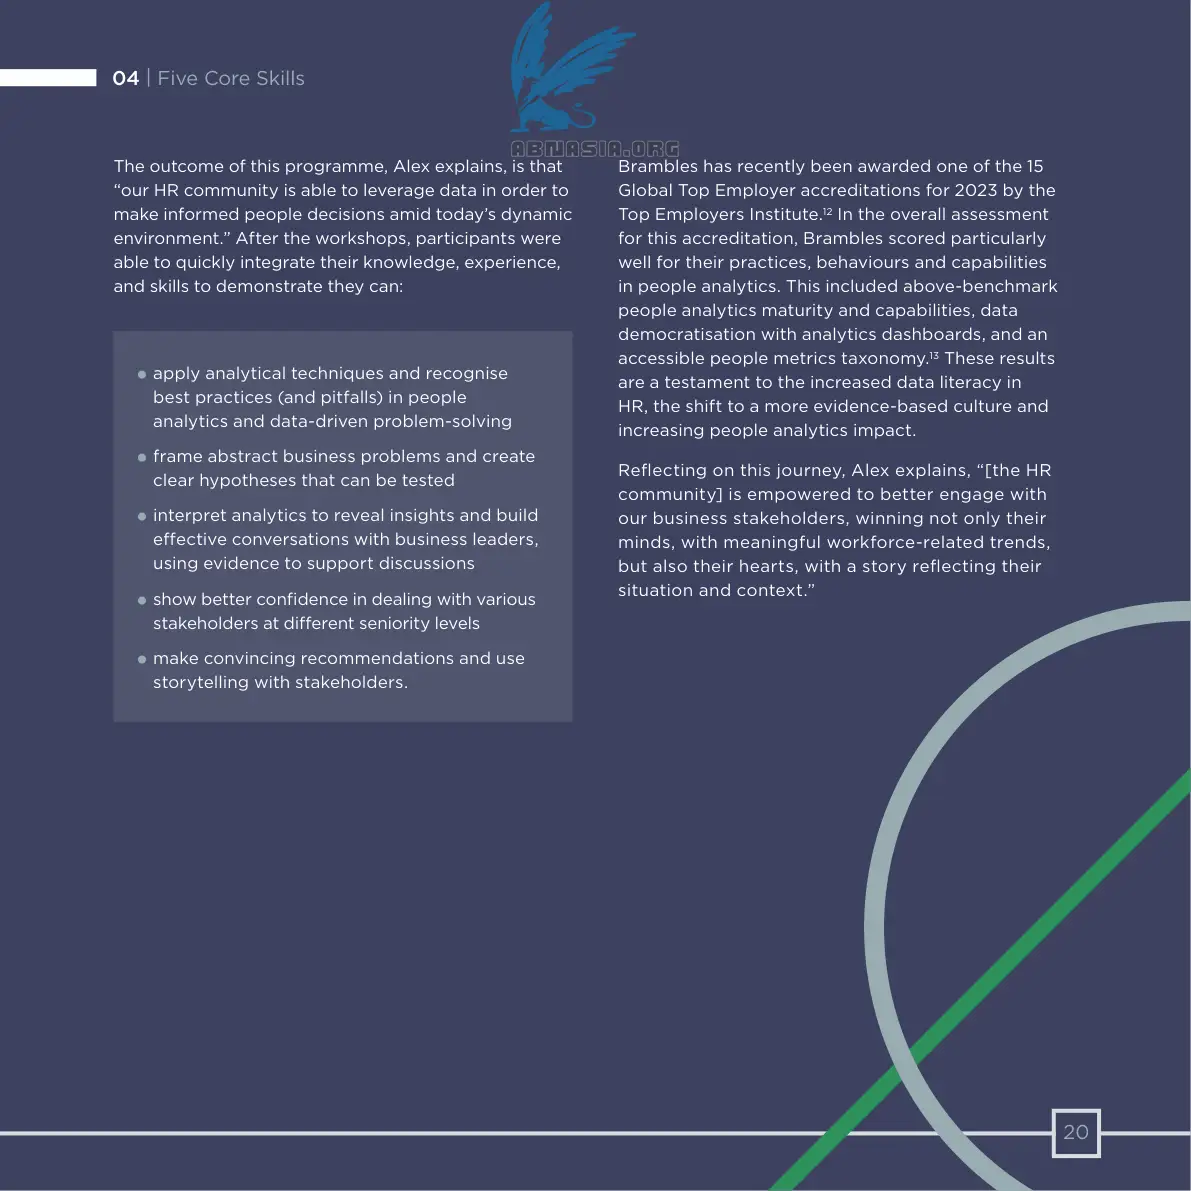 ABNASIA.ORG
04 | Five Core Skills
The outcome of this programme, Alex explains, is that
“our HR community is able to leverage data in order to
make informed people decisions amid today’s dynamic
environment.” After the workshops, participants were
able to quickly integrate their knowledge, experience,
and skills to demonstrate they can:
● apply analytical techniques and recognise
best practices (and pitfalls) in people
analytics and data-driven problem-solving
● frame abstract business problems and create
clear hypotheses that can be tested
● interpret analytics to reveal insights and build
effective conversations with business leaders,
using evidence to support discussions
● show better confidence in dealing with various
stakeholders at different seniority levels
● make convincing recommendations and use
storytelling with stakeholders.
Brambles has recently been awarded one of the 15
Global Top Employer accreditations for 2023 by the
Top Employers Institute.¹² In the overall assessment
for this accreditation, Brambles scored particularly
well for their practices, behaviours and capabilities
in people analytics. This included above-benchmark
people analytics maturity and capabilities, data
democratisation with analytics dashboards, and an
accessible people metrics taxonomy.¹³ These results
are a testament to the increased data literacy in
HR, the shift to a more evidence-based culture and
increasing people analytics impact.
Reflecting on this journey, Alex explains, “[the HR
community] is empowered to better engage with
our business stakeholders, winning not only their
minds, with meaningful workforce-related trends,
but also their hearts, with a story reflecting their
situation and context.”
20